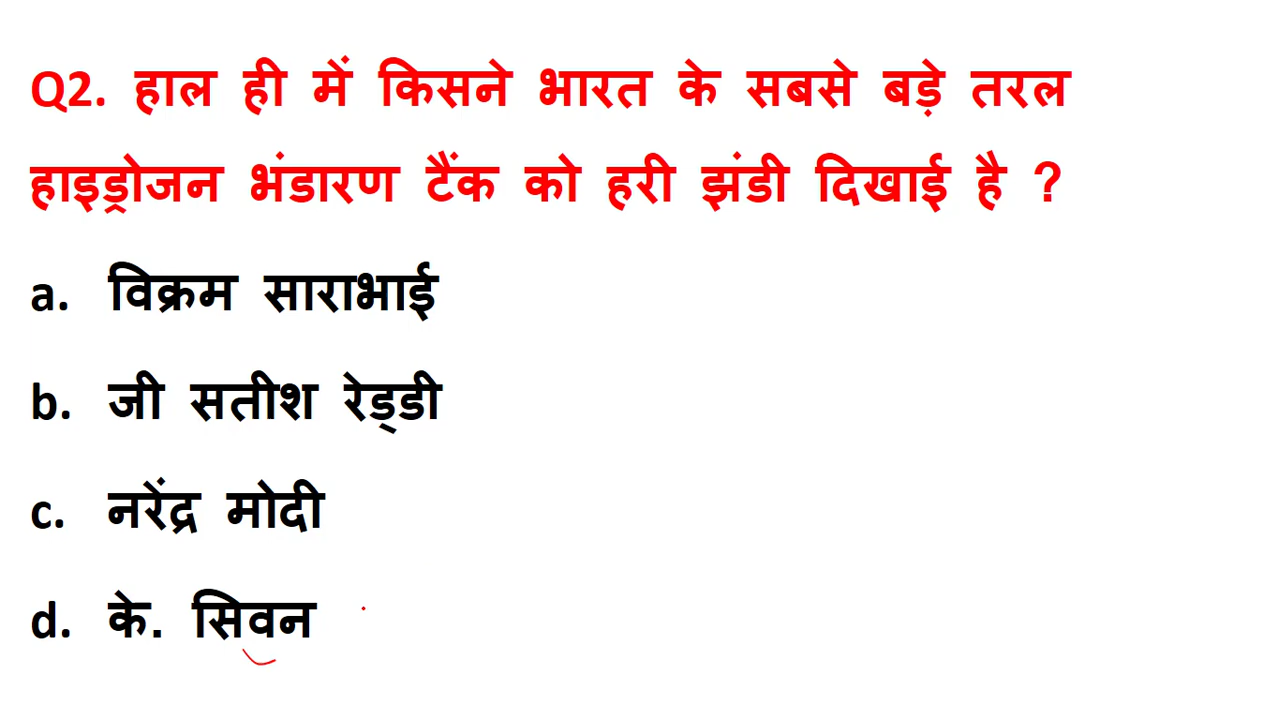 Q2. हाल ही में किसने भारत के सबसे बड़े तरल
हाइड्रोजन भंडारण टैंक को हरी झंडी दिखाई है ?
a. विक्रम साराभाई
b. जी सतीश रेड्डी
c. नरेंद्र मोदी
d. के. सिवन